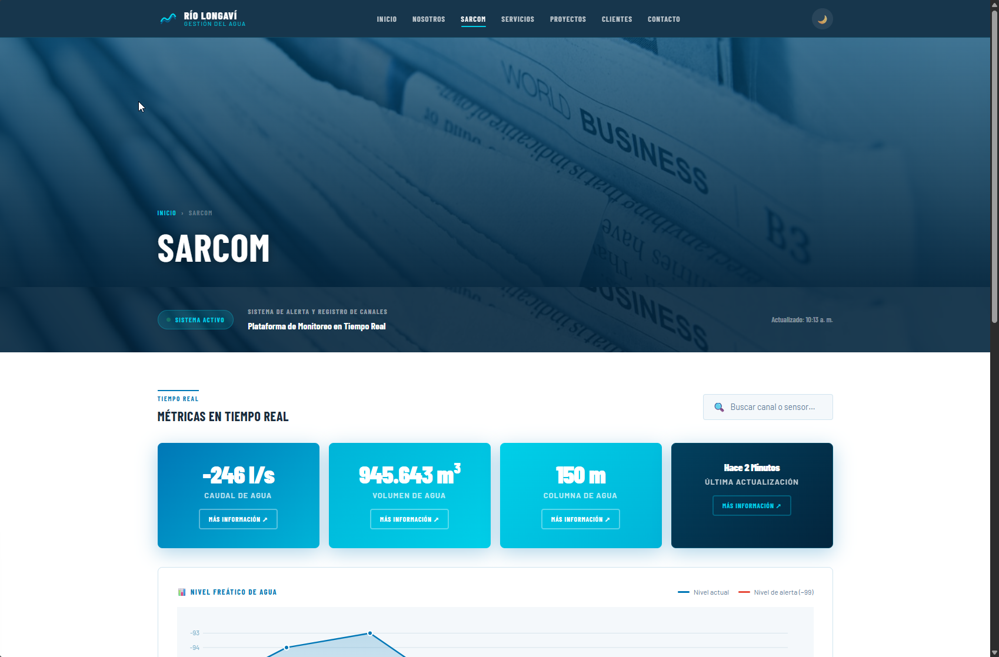 RÍO LONGAVÍ
GESTIÓN DEL AGUA
INICIO NOSOTROS SARCOM SERVICIOS PROYECTOS CLIENTES CONTACTO
WORLD BUSINESS
B3
have
INICIO › SARCOM
SARCOM
BUSINESS
SISTEMA ACTIVO
SISTEMA DE ALERTA Y REGISTRO DE CANALES
Plataforma de Monitoreo en Tiempo Real
Actualizado: 10:13 a. m.
TIEMPO REAL
MÉTRICAS EN TIEMPO REAL
Buscar canal o sensor...
-246 l/s
CAUDAL DE AGUA
MÁS INFORMACIÓN ↗
945.643 m³
VOLUMEN DE AGUA
MÁS INFORMACIÓN ↗
150 m
COLUMNA DE AGUA
MÁS INFORMACIÓN ↗
Hace 2 Minutos
ÚLTIMA ACTUALIZACIÓN
MÁS INFORMACIÓN ↗
NIVEL FREÁTICO DE AGUA
Nivel actual Nivel de alerta (−99)
-93
-94